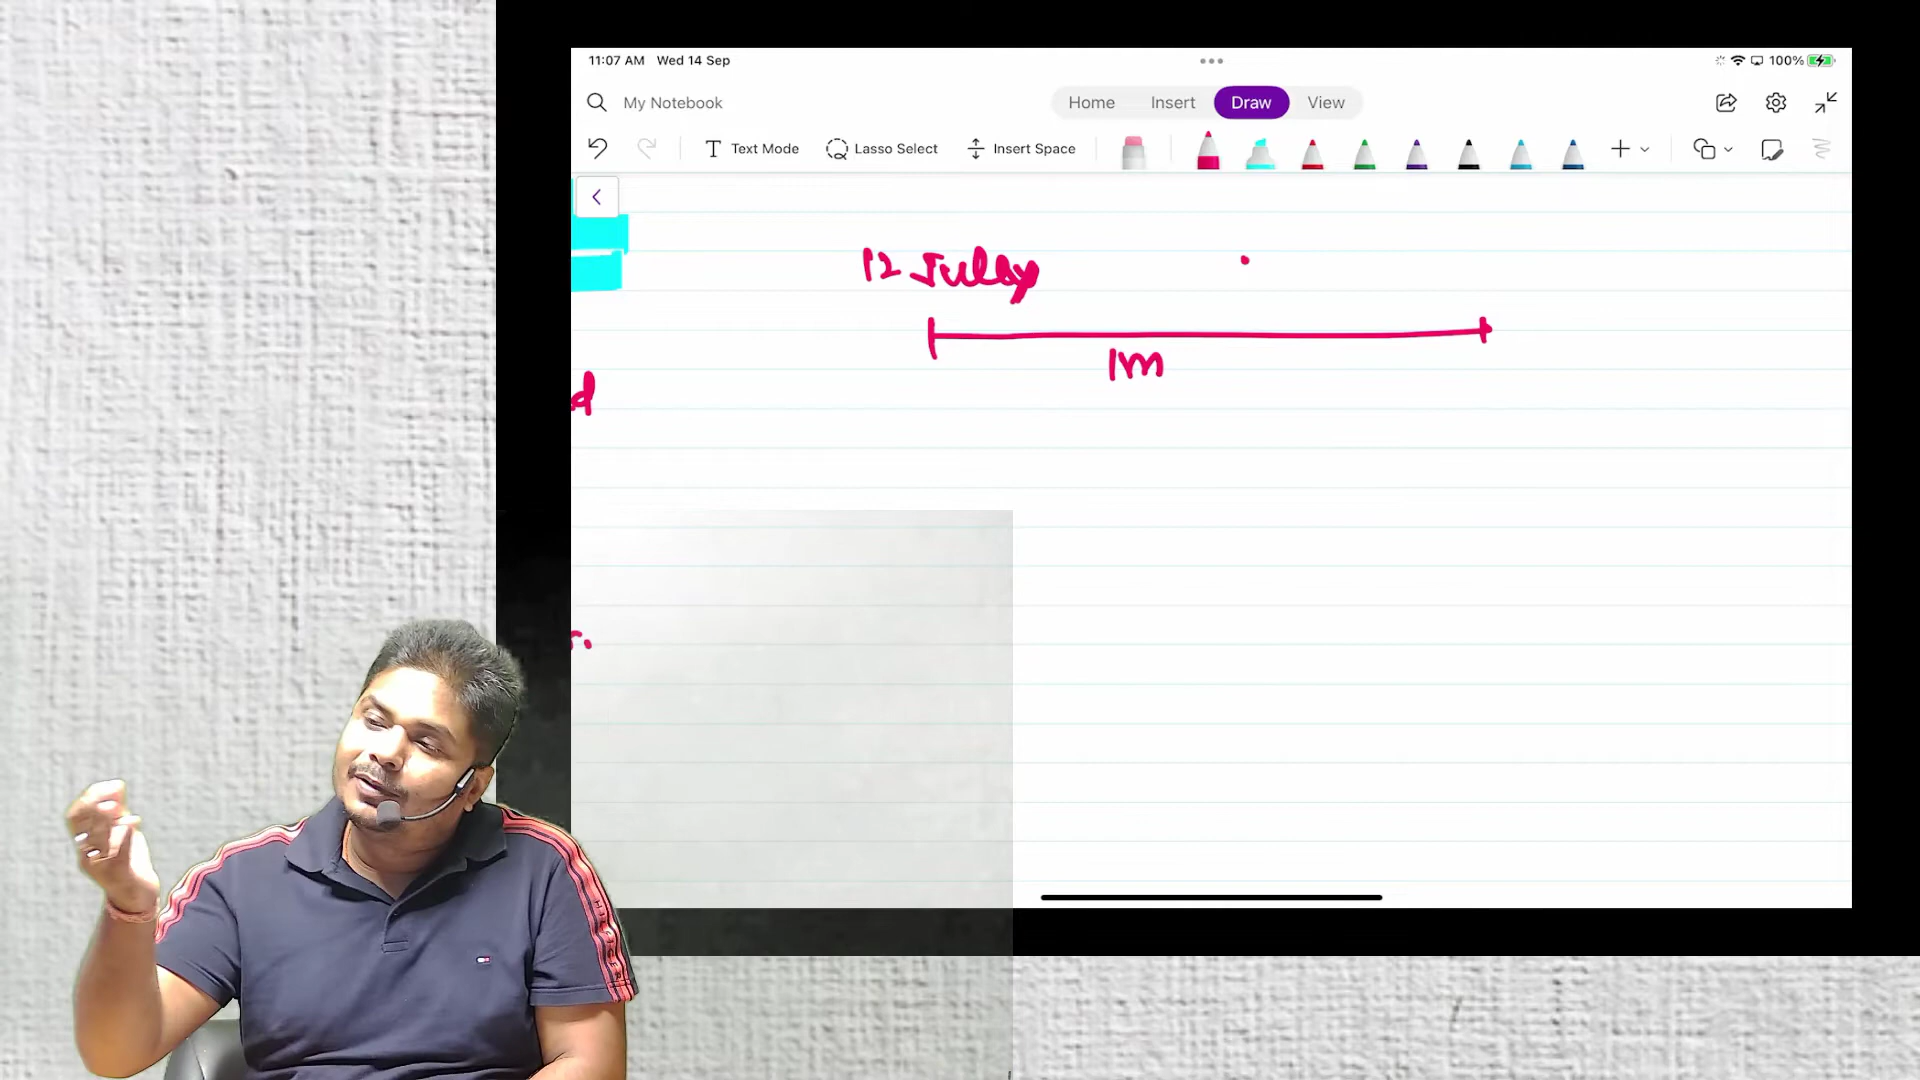 11:07 AM Wed 14 Sep
100%
My Notebook
Home Insert Draw View
Text Mode Lasso Select Insert Space
12 July
1m
d
r.